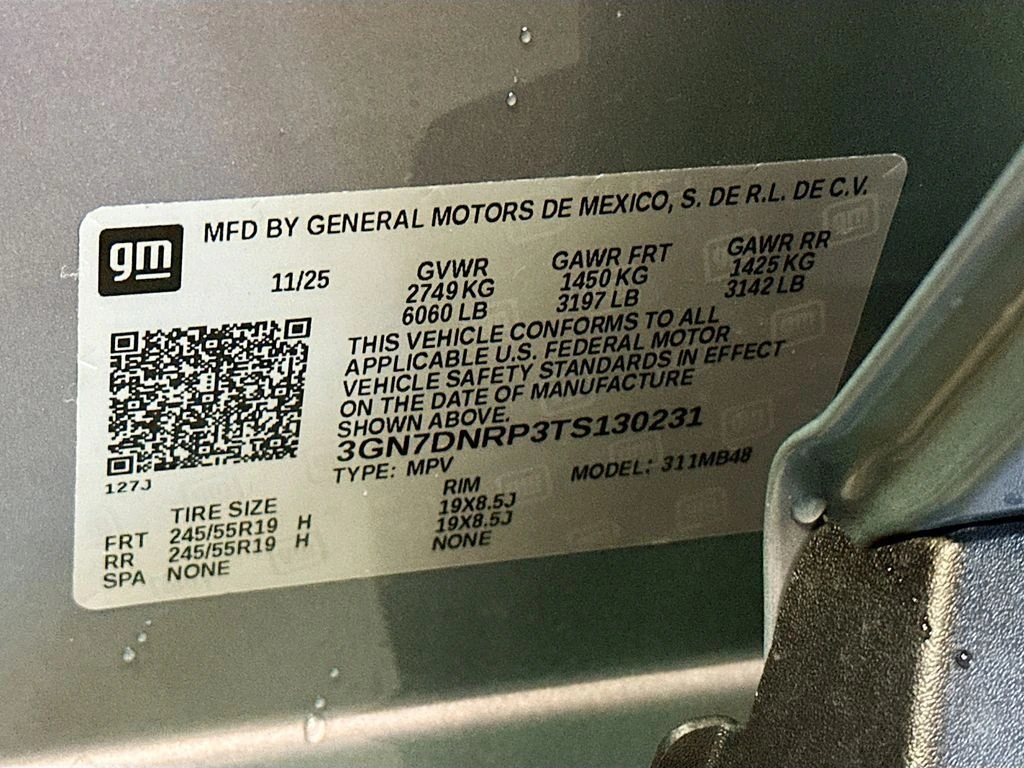 gm
MFD BY GENERAL MOTORS DE MEXICO, S. DE R.L. DE C.V.
11/25
GVWR
2749 KG
6060 LB
GAWR FRT
1450 KG
3197 LB
GAWR RR
1425 KG
3142 LB
THIS VEHICLE CONFORMS TO ALL
APPLICABLE U.S. FEDERAL MOTOR
VEHICLE SAFETY STANDARDS IN EFFECT
ON THE DATE OF MANUFACTURE
SHOWN ABOVE.
3GN7DNRP3TS130231
TYPE: MPV MODEL: 311MB48
127J
TIRE SIZE RIM
FRT 245/55R19 H 19X8.5J
RR 245/55R19 H 19X8.5J
SPA NONE NONE